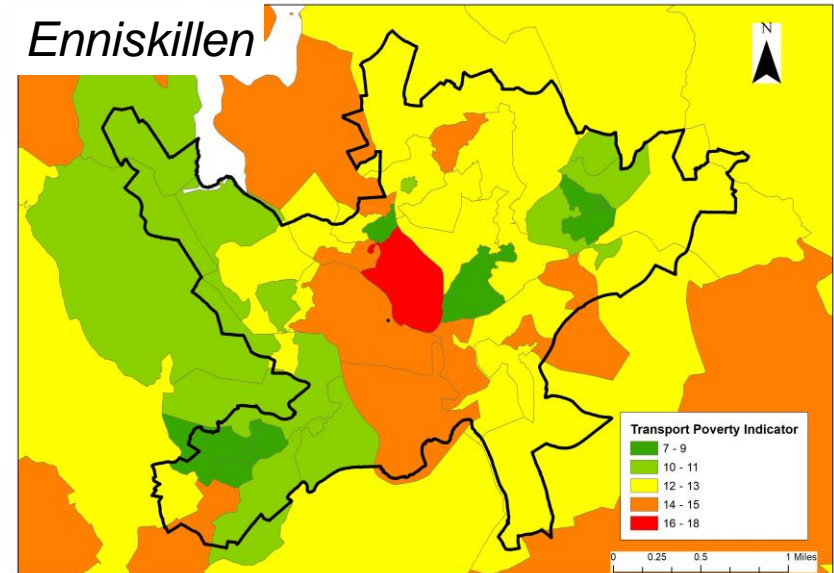 Enniskillen
N
Transport Poverty Indicator
7 - 9
10 - 11
12 - 13
14 - 15
16 - 18
0 0.25 0.5 1 Miles